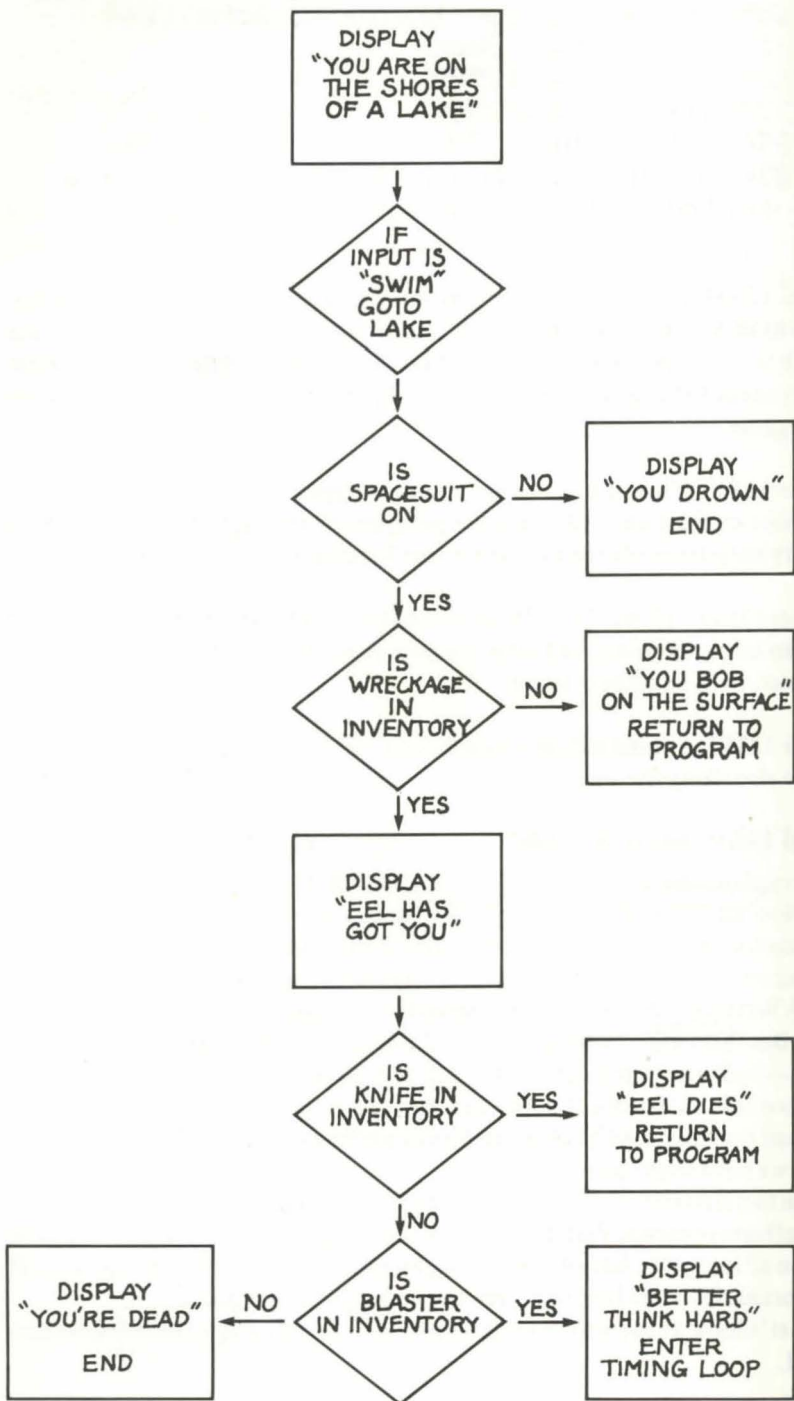 DISPLAY
"YOU ARE ON
THE SHORES
OF A LAKE"
IF
INPUT IS
"SWIM"
GOTO
LAKE
IS
SPACESUIT
ON
NO
DISPLAY
"YOU DROWN"
END
YES
IS
WRECKAGE
IN
INVENTORY
NO
DISPLAY
"YOU BOB
ON THE SURFACE"
RETURN TO
PROGRAM
YES
DISPLAY
"EEL HAS
GOT YOU"
IS
KNIFE IN
INVENTORY
YES
DISPLAY
"EEL DIES"
RETURN
TO PROGRAM
NO
IS
BLASTER
IN INVENTORY
NO
DISPLAY
"YOU'RE DEAD"
END
YES
DISPLAY
"BETTER
THINK HARD"
ENTER
TIMING LOOP